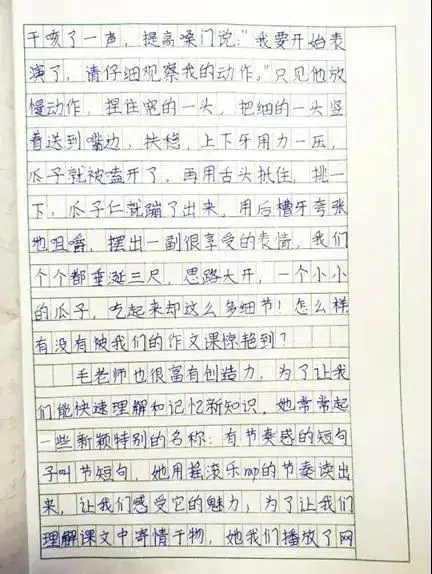 干咳了一声，提高嗓门说：“我要开始表
演了，请仔细观察我的动作。”只见他放
慢动作，捏住宽的一头，把细的一头竖
着送到嘴边，扶稳，上下牙用力一压，
瓜子就被嗑开了，再用舌头抵住，挑一
下，瓜子仁就蹦了出来，用后槽牙夸张
地咀嚼，摆出一副很享受的表情，我们
个个都垂涎三尺，思路大开，一个小小
的瓜子，吃起来却这么多细节！怎么样
有没有被我们的作文课惊艳到？
毛老师也很富有创造力，为了让我
们能快速理解和记忆新知识，她常常起
一些新颖特别的名称：有节奏感的短句
子叫节短句，她用摇滚乐rap的节奏读出
来，让我们感受它的魅力，为了让我们
理解课文中寄情于物，她我们播放了网